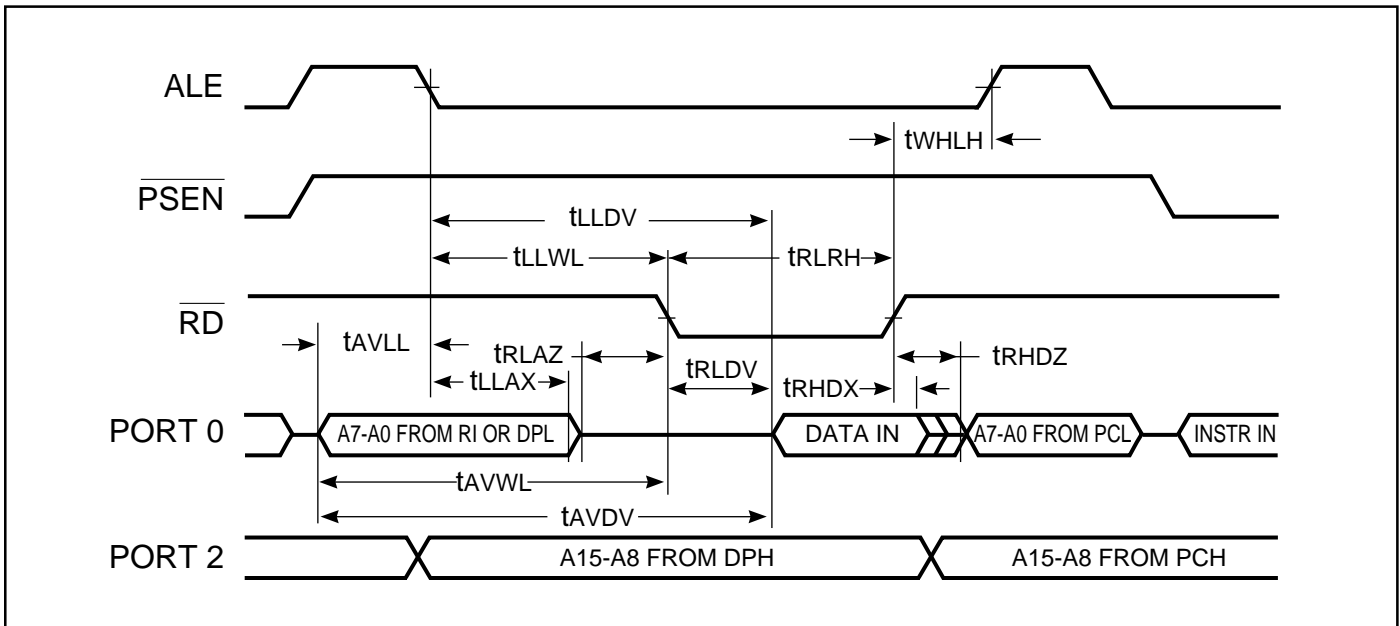 ALE
tWHLH
PSEN
tLLDV
tLLWL
tRLRH
RD
tAVLL
tRLAZ
tRLDV
tRHDZ
tLLAX
tRHDX
PORT 0
A7-A0 FROM RI OR DPL
DATA IN
A7-A0 FROM PCL
INSTR IN
tAVWL
tAVDV
PORT 2
A15-A8 FROM DPH
A15-A8 FROM PCH